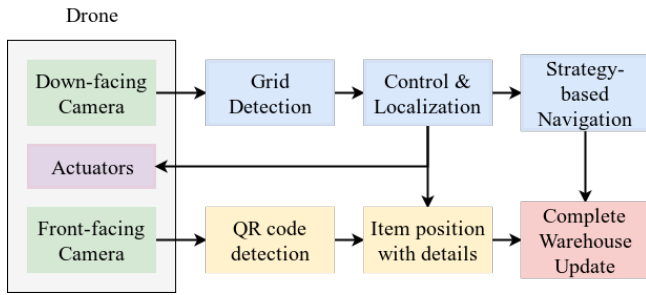 Drone
Down-facing
Camera
Grid
Detection
Control &
Localization
Strategy-
based
Navigation
Actuators
Front-facing
Camera
QR code
detection
Item position
with details
Complete
Warehouse
Update